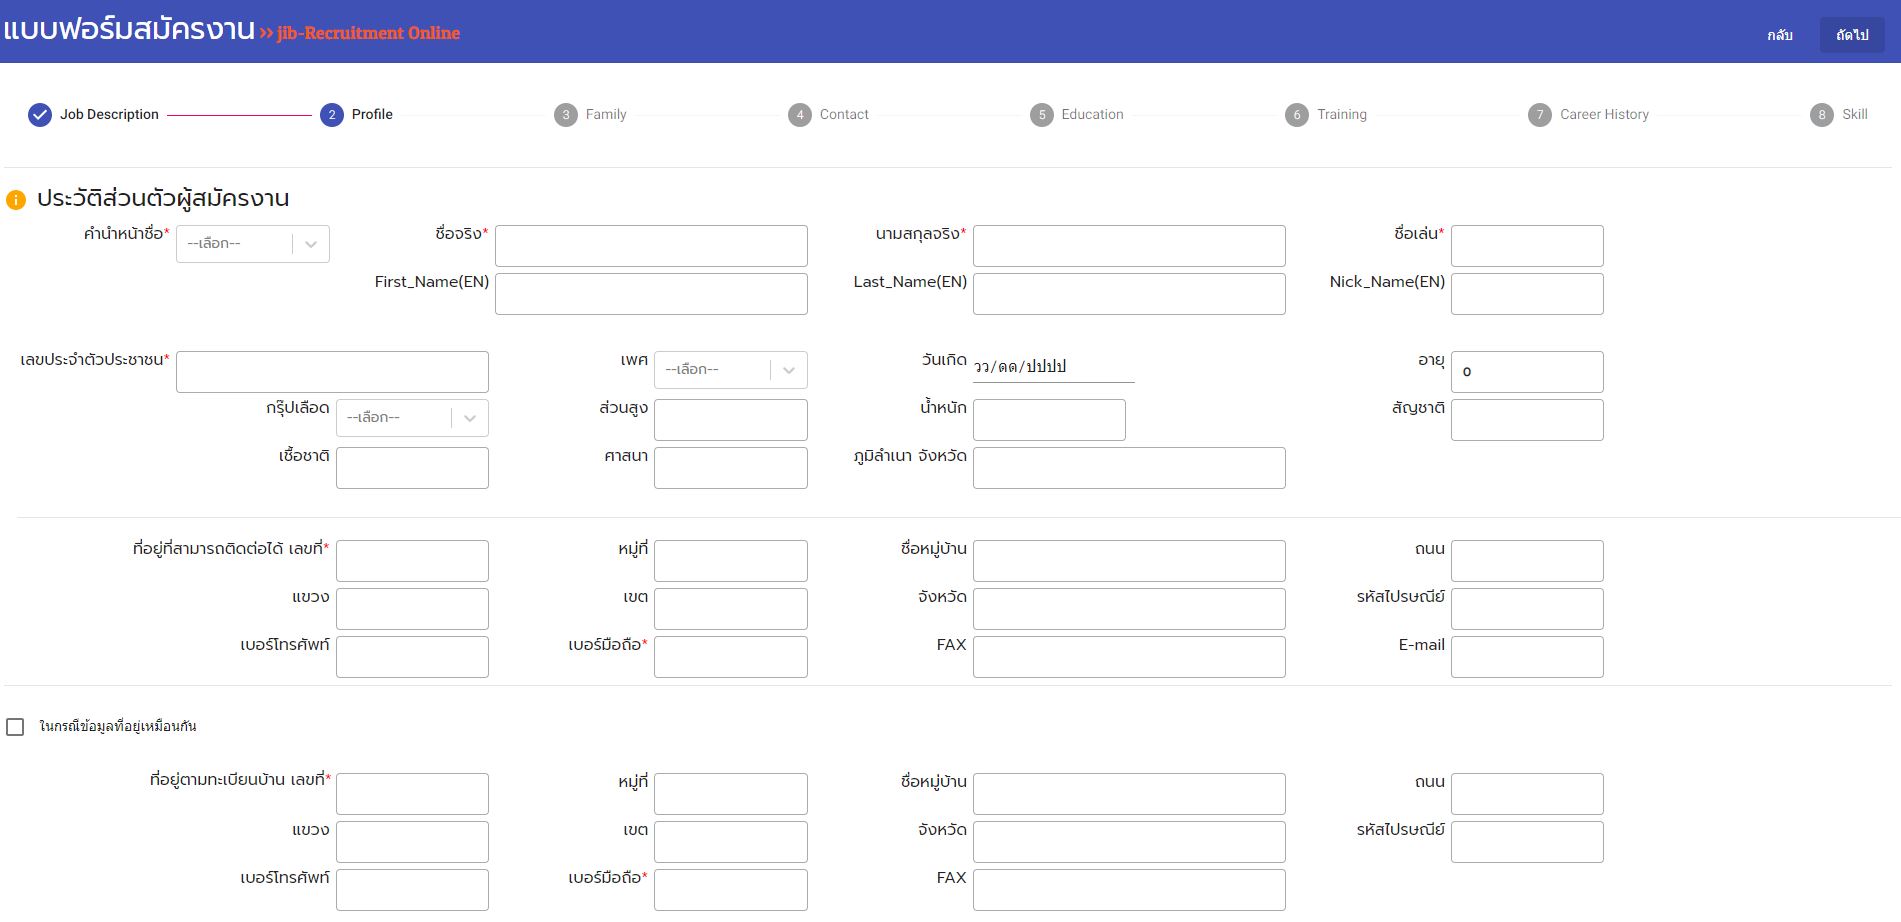 แบบฟอร์มสมัครงาน >> jib-Recruitment Online กลับ ถัดไป
Job Description 2 Profile 3 Family 4 Contact 5 Education 6 Training 7 Career History 8 Skill
ประวัติส่วนตัวผู้สมัครงาน
คำนำหน้าชื่อ* --เลือก-- ชื่อจริง* นามสกุลจริง* ชื่อเล่น*
First_Name(EN) Last_Name(EN) Nick_Name(EN)
เลขประจำตัวประชาชน* เพศ --เลือก-- วันเกิด วว/ดด/ปปปป อายุ 0
กรุ๊ปเลือด --เลือก-- ส่วนสูง น้ำหนัก สัญชาติ
เชื้อชาติ ศาสนา ภูมิลำเนา จังหวัด
ที่อยู่ที่สามารถติดต่อได้ เลขที่* หมู่ที่ ชื่อหมู่บ้าน ถนน
แขวง เขต จังหวัด รหัสไปรษณีย์
เบอร์โทรศัพท์ เบอร์มือถือ* FAX E-mail
ในกรณีข้อมูลที่อยู่เหมือนกัน
ที่อยู่ตามทะเบียนบ้าน เลขที่* หมู่ที่ ชื่อหมู่บ้าน ถนน
แขวง เขต จังหวัด รหัสไปรษณีย์
เบอร์โทรศัพท์ เบอร์มือถือ* FAX